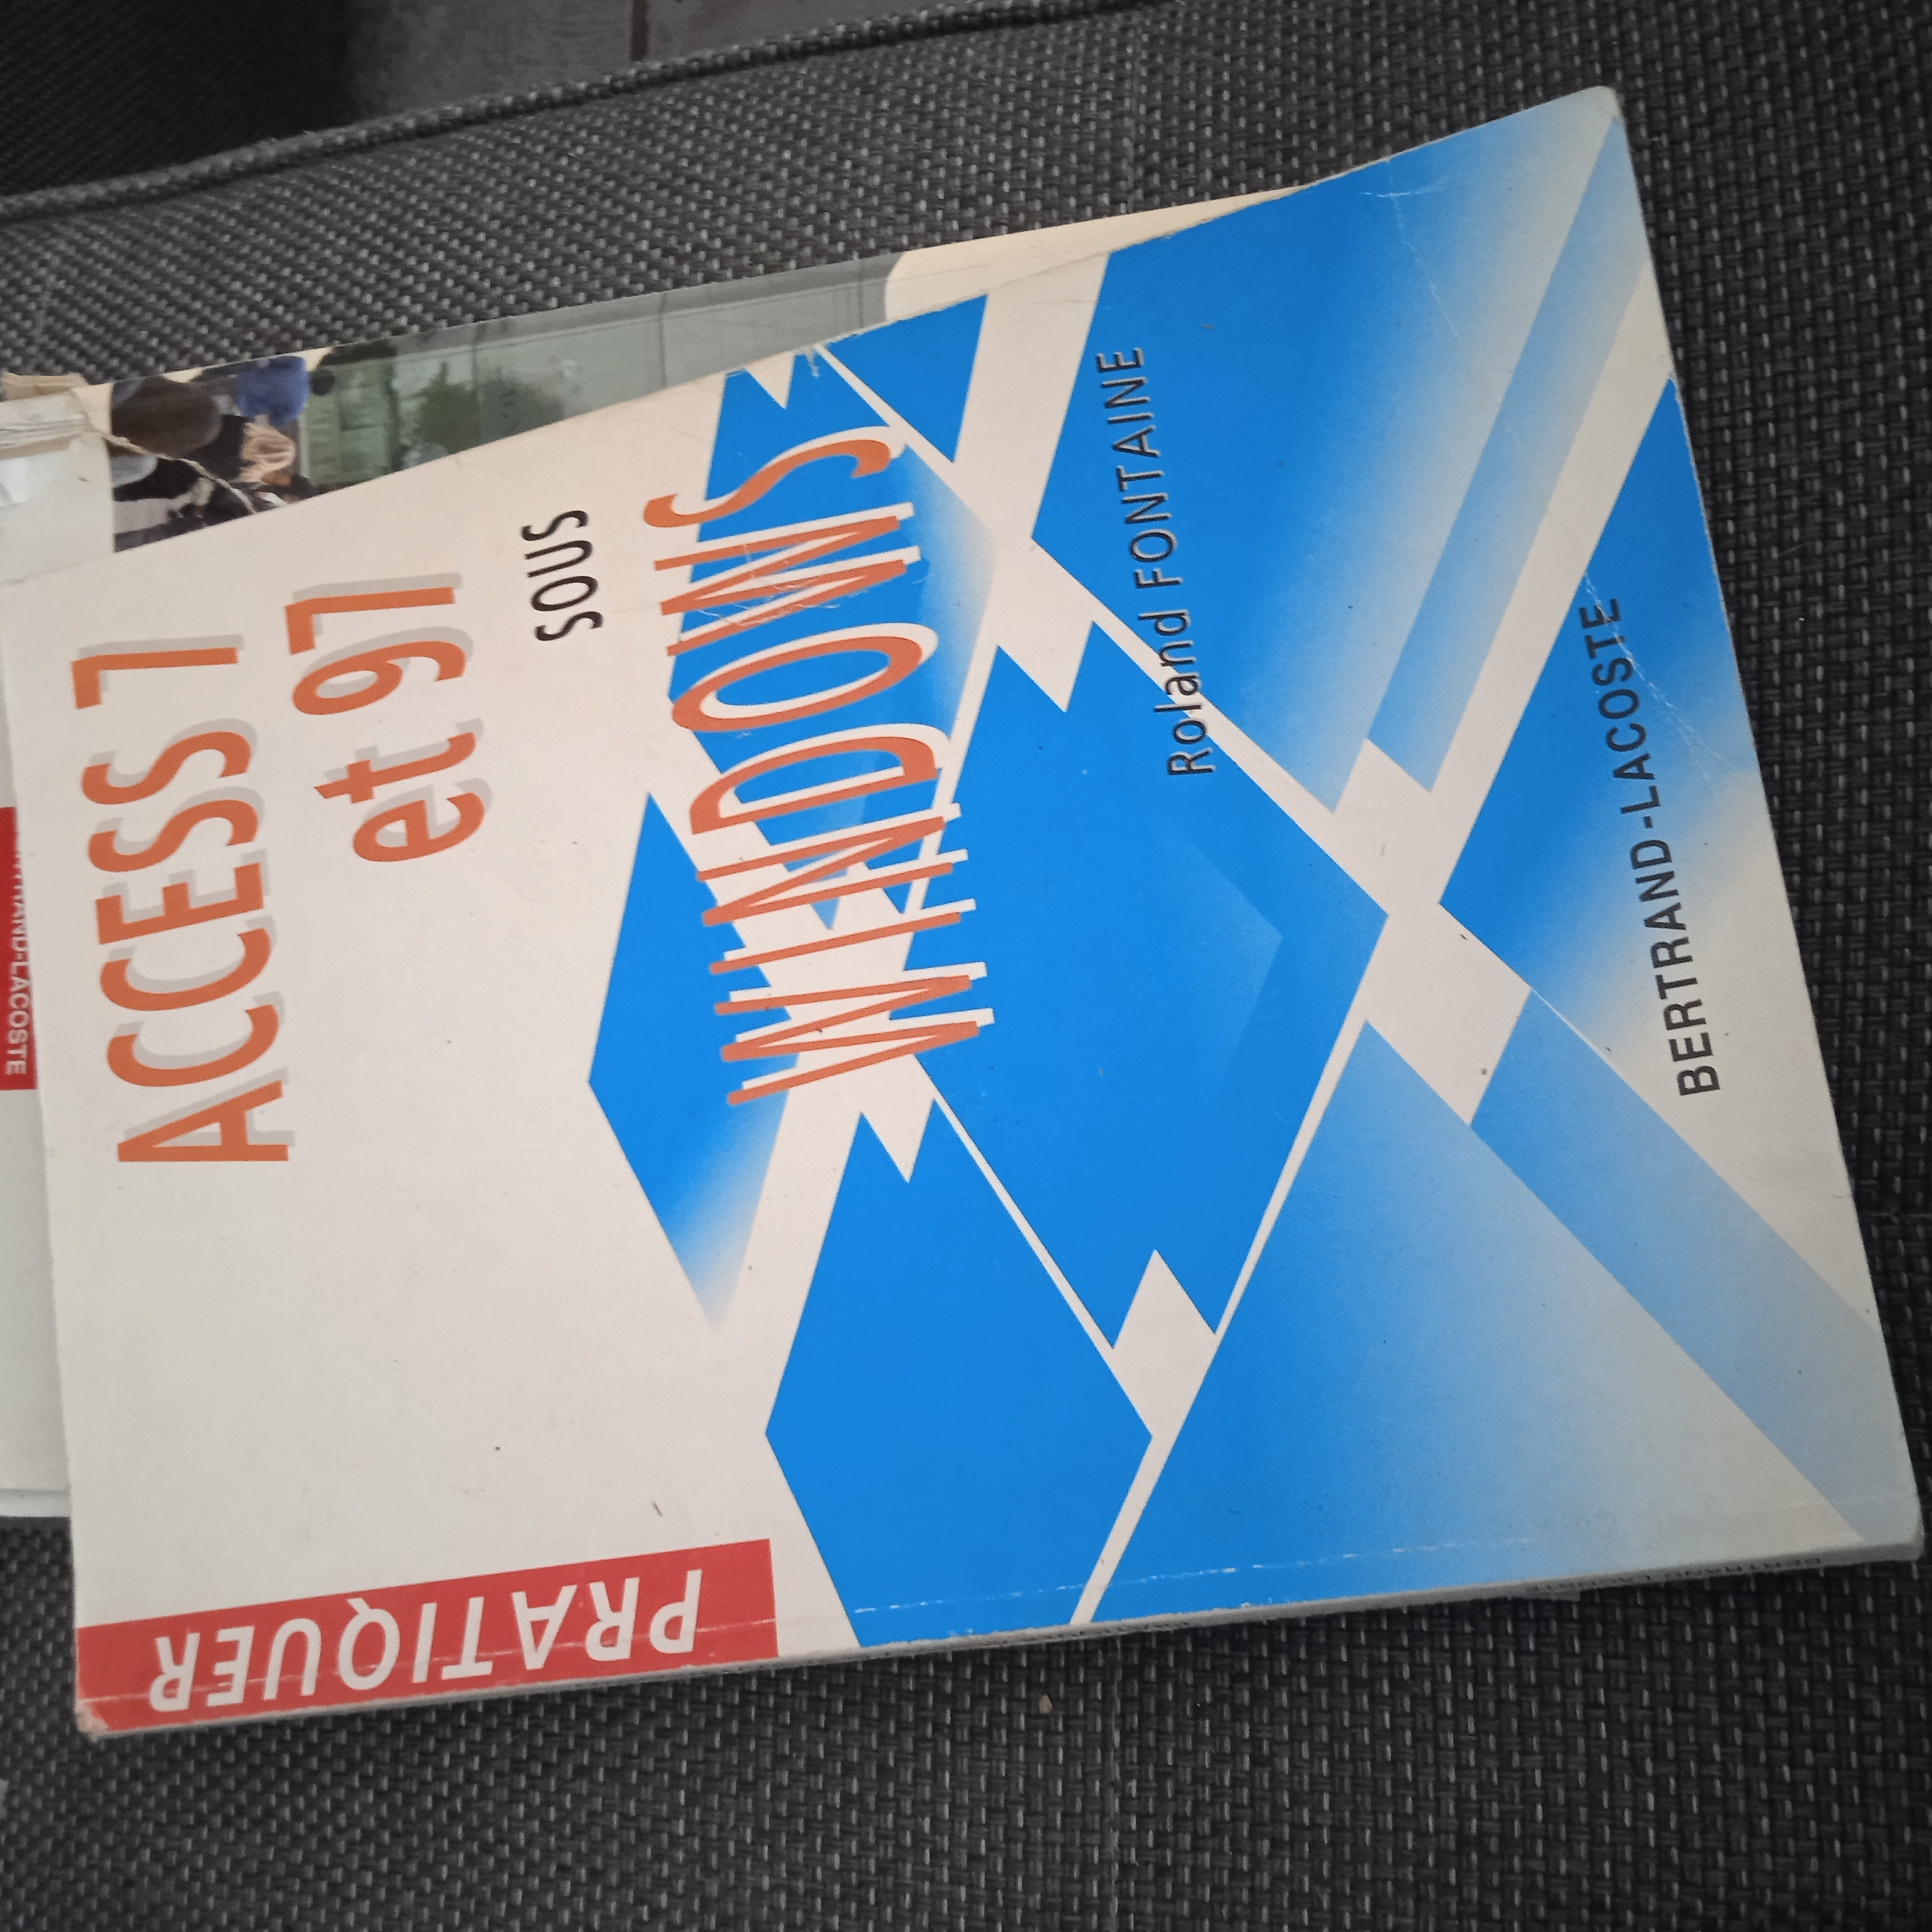 PRATIQUER
ACCESS 7
et 97
SOUS
WINDOWS
Roland FONTAINE
BERTRAND-LACOSTE